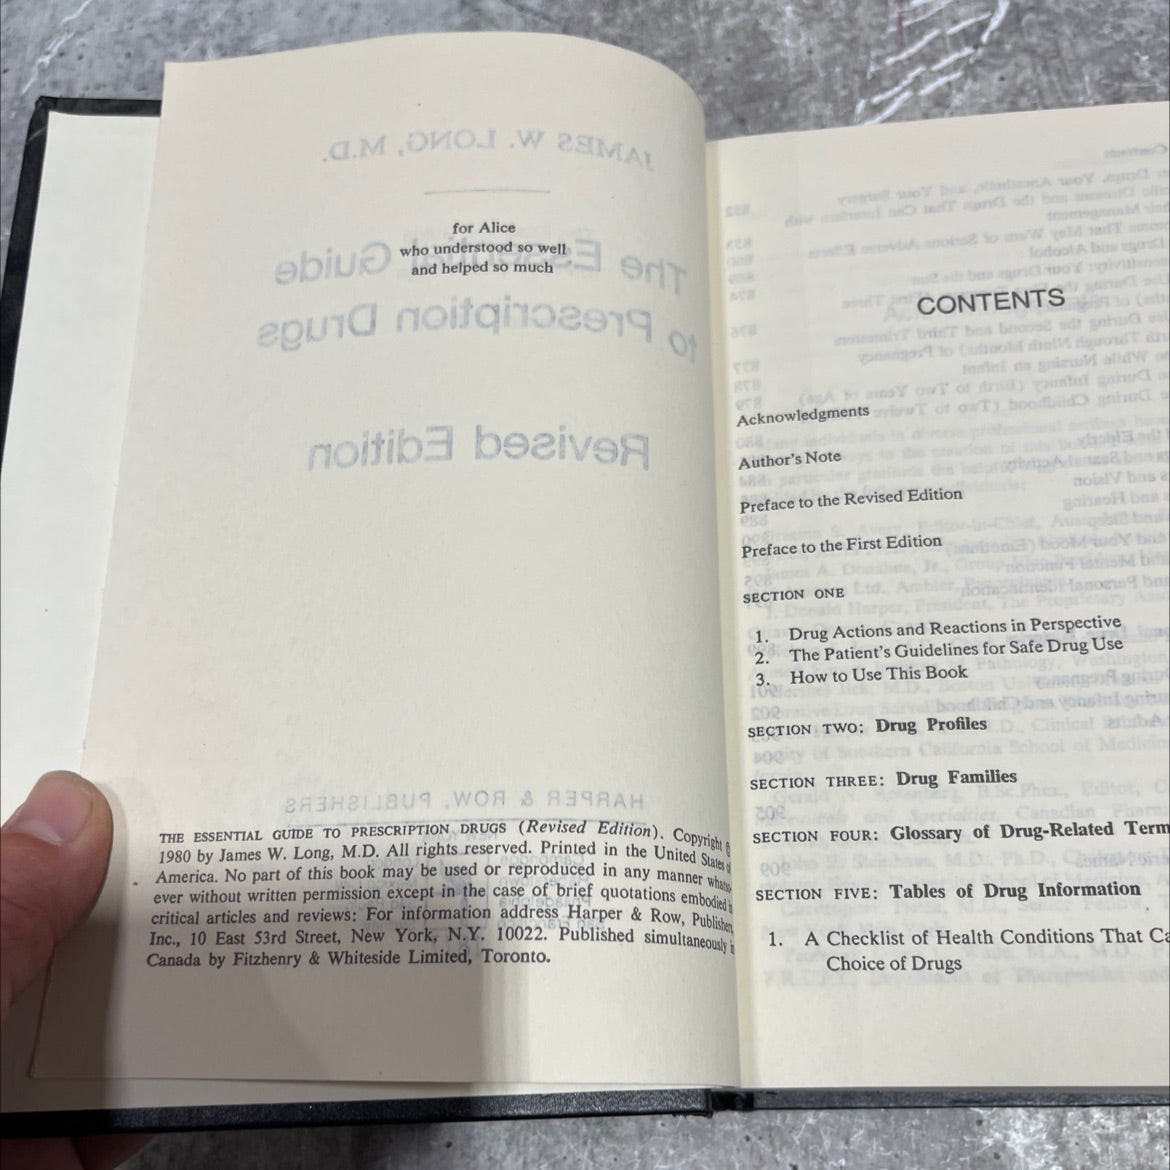 for Alice
who understood so well
and helped so much
THE ESSENTIAL GUIDE TO PRESCRIPTION DRUGS (Revised Edition). Copyright ©
1980 by James W. Long, M.D. All rights reserved. Printed in the United States of
America. No part of this book may be used or reproduced in any manner whatso-
ever without written permission except in the case of brief quotations embodied in
critical articles and reviews: For information address Harper & Row, Publishers,
Inc., 10 East 53rd Street, New York, N.Y. 10022. Published simultaneously in
Canada by Fitzhenry & Whiteside Limited, Toronto.
CONTENTS
Acknowledgments
Author's Note
Preface to the Revised Edition
Preface to the First Edition
SECTION ONE
1. Drug Actions and Reactions in Perspective
2. The Patient's Guidelines for Safe Drug Use
3. How to Use This Book
SECTION TWO: Drug Profiles
SECTION THREE: Drug Families
SECTION FOUR: Glossary of Drug-Related Term
SECTION FIVE: Tables of Drug Information
1. A Checklist of Health Conditions That Ca
Choice of Drugs